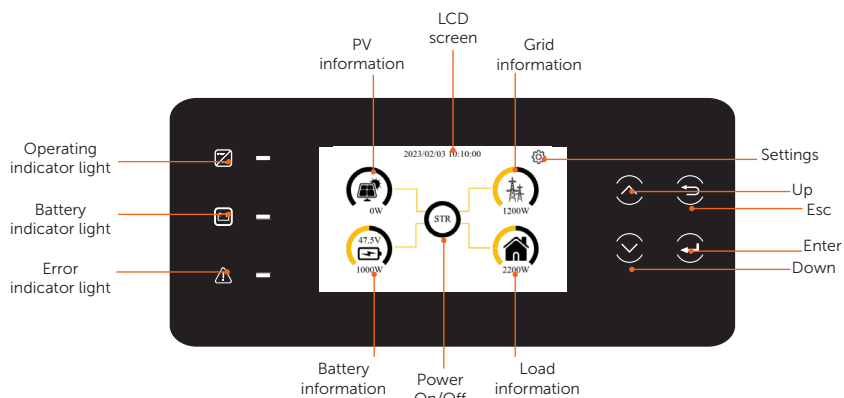 LCD
screen
PV
information
Grid
information
Operating
indicator light
Battery
indicator light
Error
indicator light
2023/02/03 10:10:00
0W
1200W
STR
47.5V
1000W
2200W
Settings
Up
Esc
Enter
Down
Battery
information
Power
On/Off
Load
information